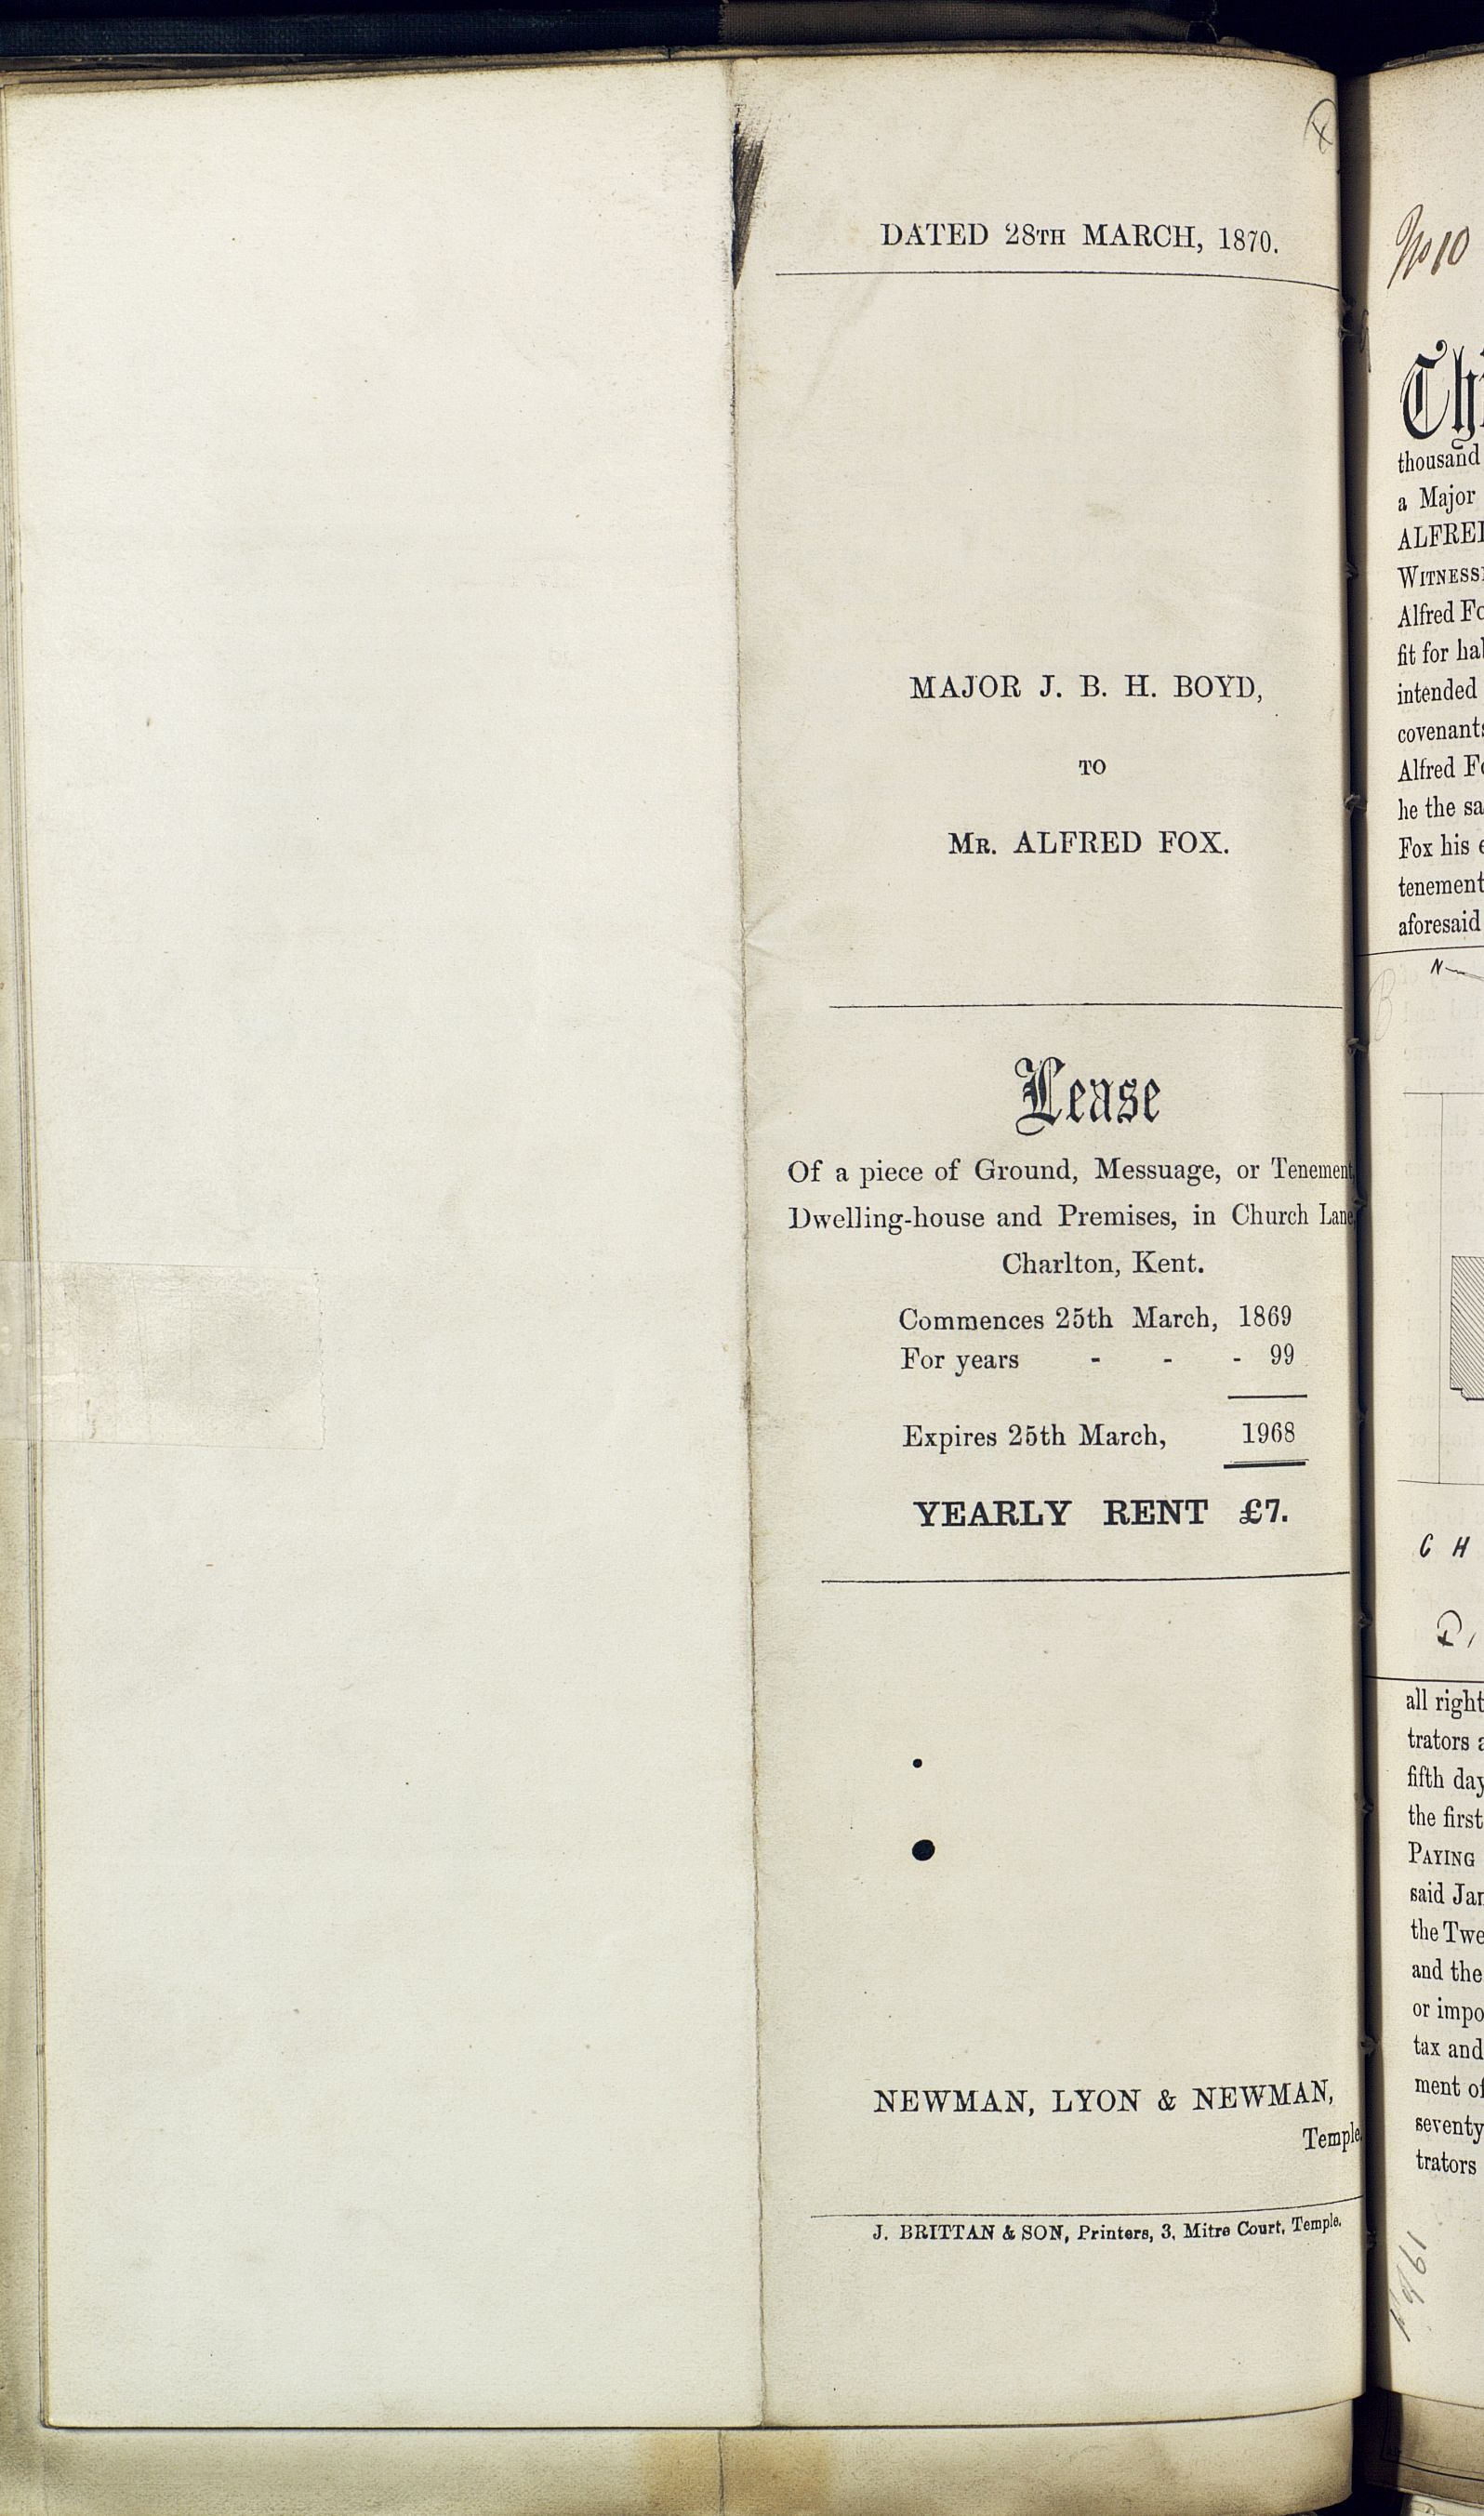 DATED 28TH MARCH, 1870.
MAJOR J. B. H. BOYD,
TO
MR. ALFRED FOX.
Lease
Of a piece of Ground, Messuage, or Tenement,
Dwelling-house and Premises, in Church Lane,
Charlton, Kent.
Commences 25th March, 1869
For years - - - 99
Expires 25th March, 1968
YEARLY RENT £7.
NEWMAN, LYON & NEWMAN,
Temple.
J. BRITTAN & SON, Printers, 3, Mitre Court, Temple.
No 10
thousand
a Major
WITNESS
Alfred Fo
fit for ha
intended
covenants
Alfred F
he the sa
Fox his e
tenement
aforesaid
N
C H
all right
trators a
fifth day
the first
PAYING
said Jam
the Twe
and the
or impo
tax and
ment of
seventy
trators